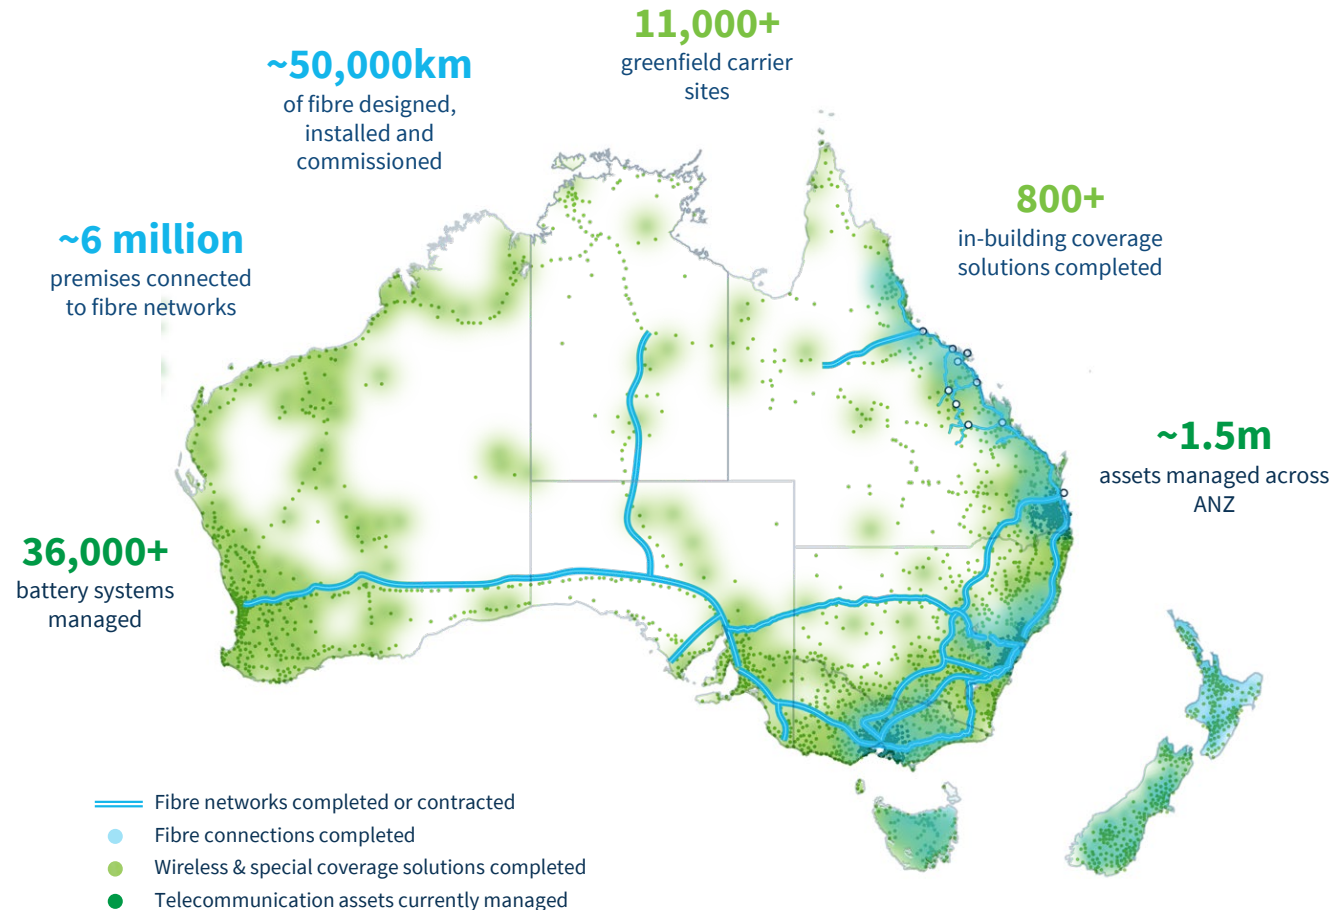 11,000+
greenfield carrier
sites
~50,000km
of fibre designed,
installed and
commissioned
800+
in-building coverage
solutions completed
~6 million
premises connected
to fibre networks
~1.5m
assets managed across
ANZ
36,000+
battery systems
managed
Fibre networks completed or contracted
Fibre connections completed
Wireless & special coverage solutions completed
Telecommunication assets currently managed